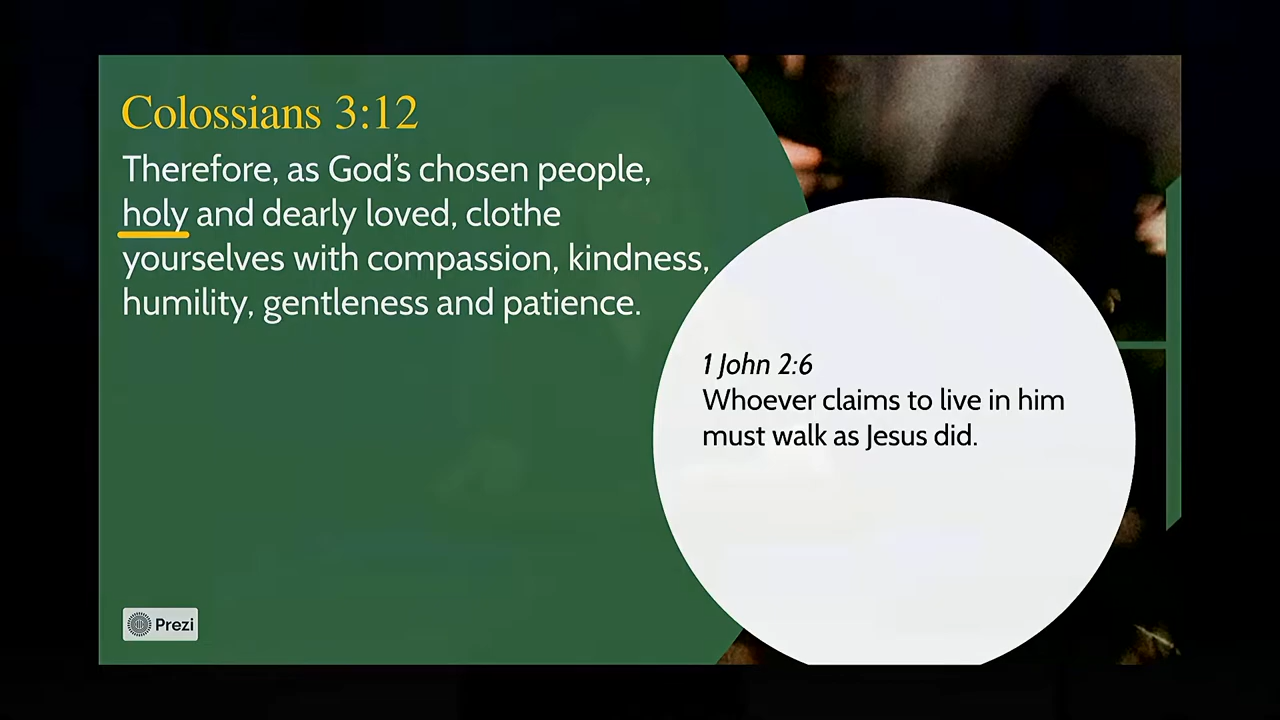 Colossians 3:12
Therefore, as God’s chosen people,
holy and dearly loved, clothe
yourselves with compassion, kindness,
humility, gentleness and patience.
1 John 2:6
Whoever claims to live in him
must walk as Jesus did.
Prezi